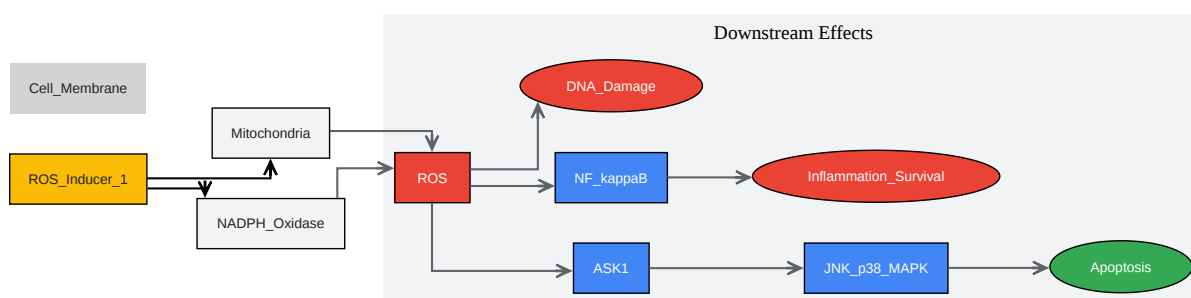 Downstream Effects
Cell_Membrane
DNA_Damage
Mitochondria
ROS_Inducer_1
ROS
NF_kappaB
Inflammation_Survival
NADPH_Oxidase
ASK1
JNK_p38_MAPK
Apoptosis